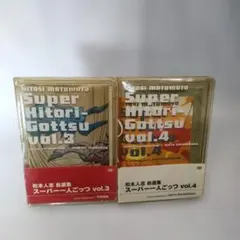 HITOSI MATUMOTO
Super
Hitori-
Gottsu
vol.3
松本人志 自選集
スーパー一人ごっつ vol.3
HITOSI MATUMOTO
Super
Hitori-
Gottsu
vol.4
松本人志 自選集
スーパー一人ごっつ vol.4